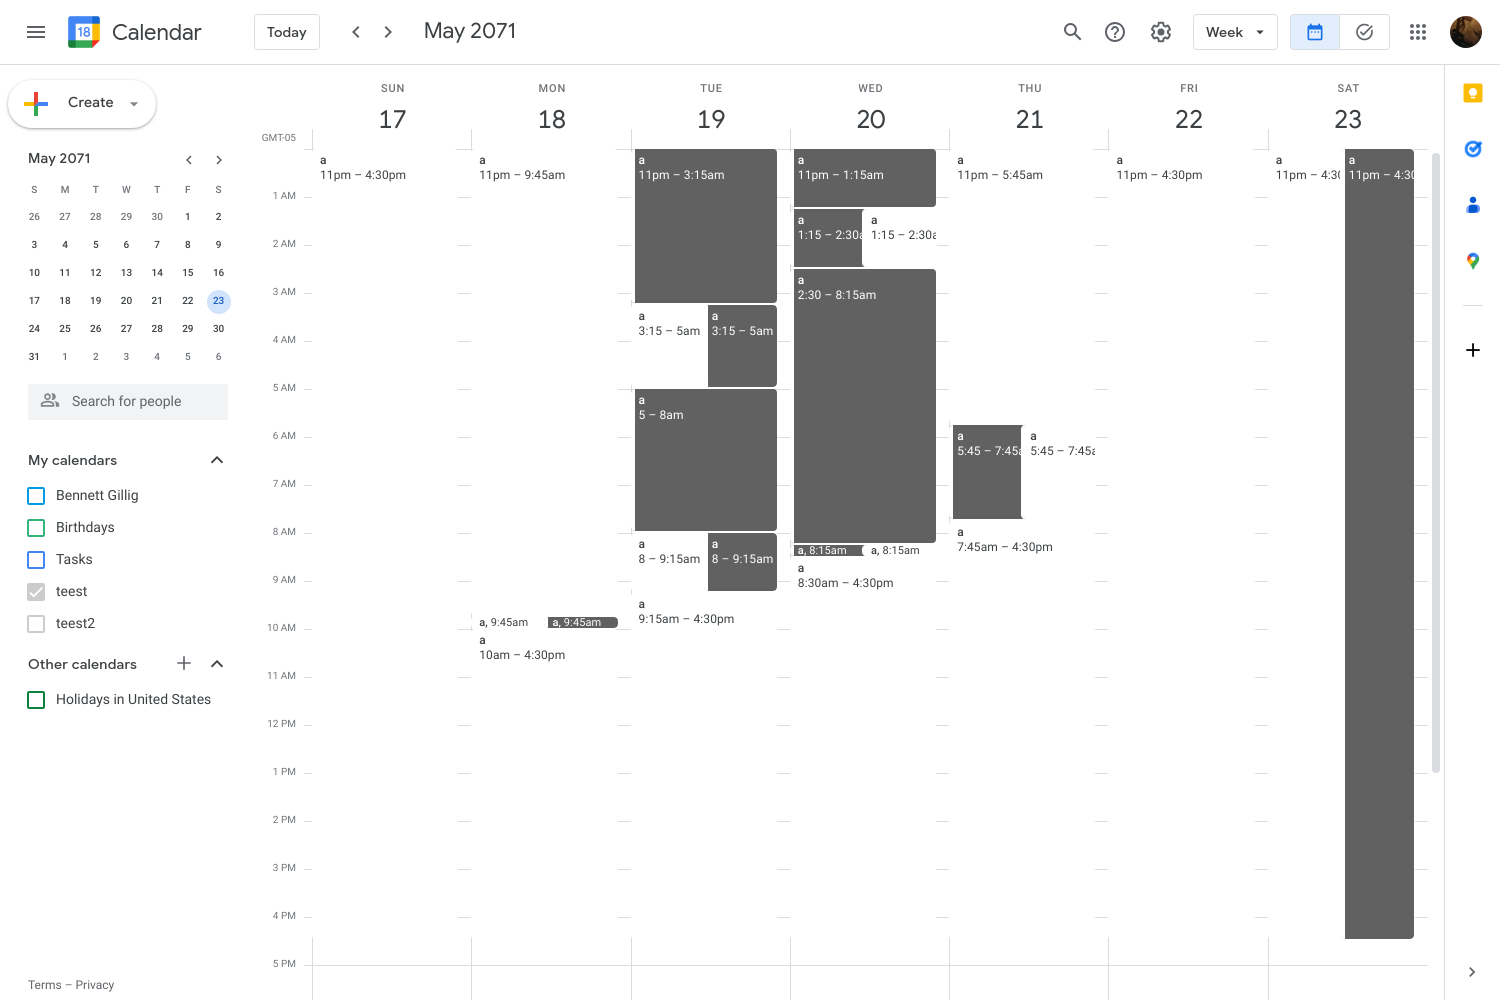 18
Calendar
Today
May 2071
Week
Create
SUN
MON
TUE
WED
THU
FRI
SAT
17
18
19
20
21
22
23
GMT-05
May 2071
S M T W T F S
26 27 28 29 30 1 2
3 4 5 6 7 8 9
10 11 12 13 14 15 16
17 18 19 20 21 22 23
24 25 26 27 28 29 30
31 1 2 3 4 5 6
Search for people
My calendars
Bennett Gillig
Birthdays
Tasks
teest
teest2
Other calendars
Holidays in United States
Terms – Privacy
1 AM
2 AM
3 AM
4 AM
5 AM
6 AM
7 AM
8 AM
9 AM
10 AM
11 AM
12 PM
1 PM
2 PM
3 PM
4 PM
5 PM
a
11pm – 4:30pm
a
11pm – 9:45am
a, 9:45am
a, 9:45am
a
10am – 4:30pm
a
11pm – 3:15am
a
3:15 – 5am
a
3:15 – 5am
a
5 – 8am
a
8 – 9:15am
a
8 – 9:15am
a
9:15am – 4:30pm
a
11pm – 1:15am
a
1:15 – 2:30a
a
1:15 – 2:30a
a
2:30 – 8:15am
a, 8:15am
a, 8:15am
a
8:30am – 4:30pm
a
11pm – 5:45am
a
5:45 – 7:45a
a
5:45 – 7:45a
a
7:45am – 4:30pm
a
11pm – 4:30pm
a
11pm – 4:30
a
11pm – 4:30